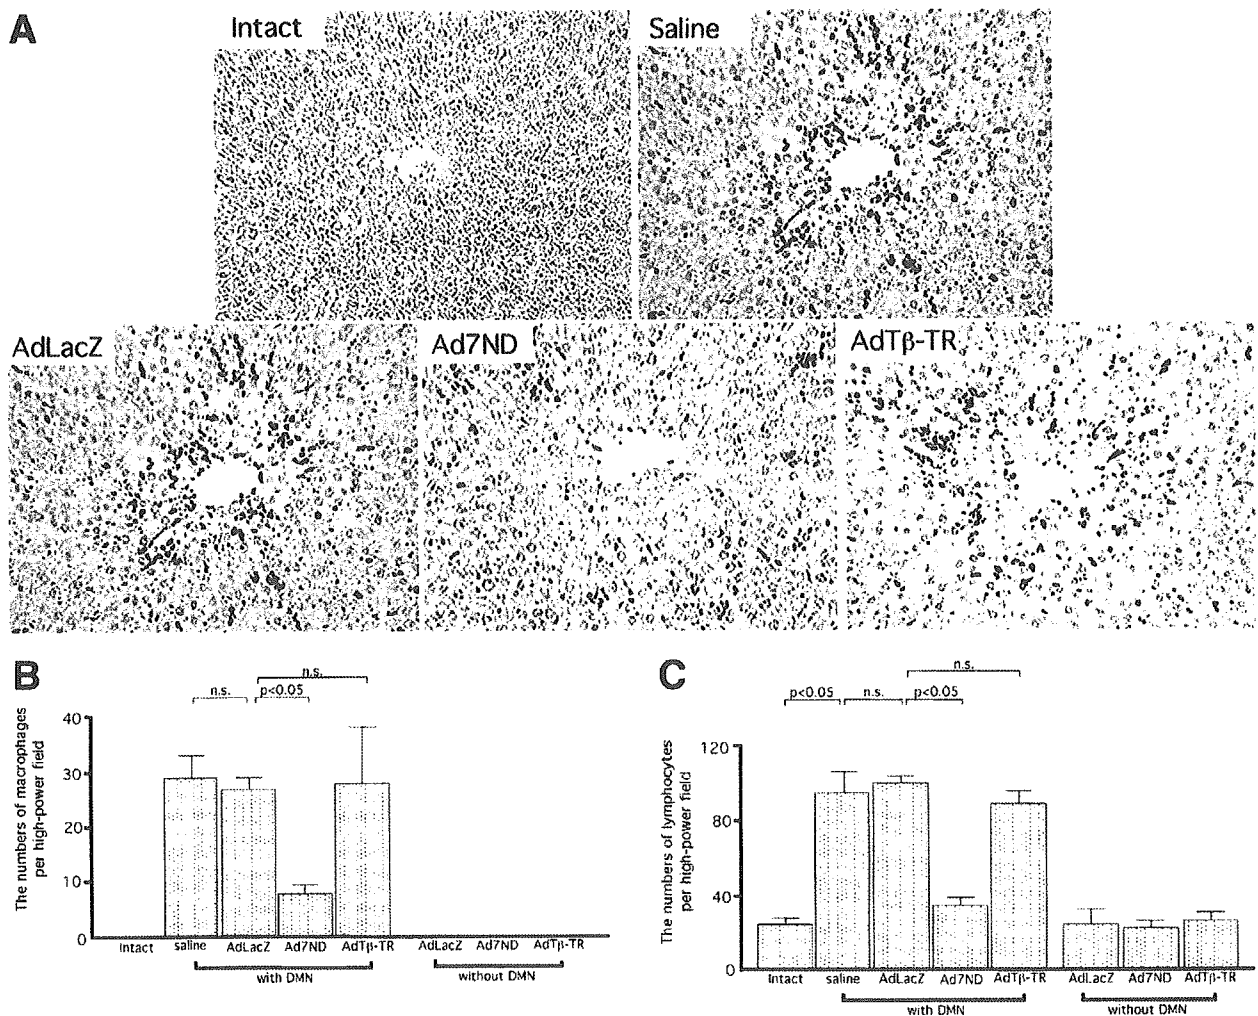 A
Intact
Saline
AdLacZ
Ad7ND
AdTβ-TR
B
n.s.
n.s.
p<0.05
The numbers of macrophages
per high-power field
40
30
20
10
0
Intact
saline
AdLacZ
Ad7ND
AdTβ-TR
AdLacZ
Ad7ND
AdTβ-TR
with DMN
without DMN
C
n.s.
p<0.05
n.s.
p<0.05
The numbers of lymphocytes
per high-power field
120
80
40
0
Intact
saline
AdLacZ
Ad7ND
AdTβ-TR
AdLacZ
Ad7ND
AdTβ-TR
with DMN
without DMN